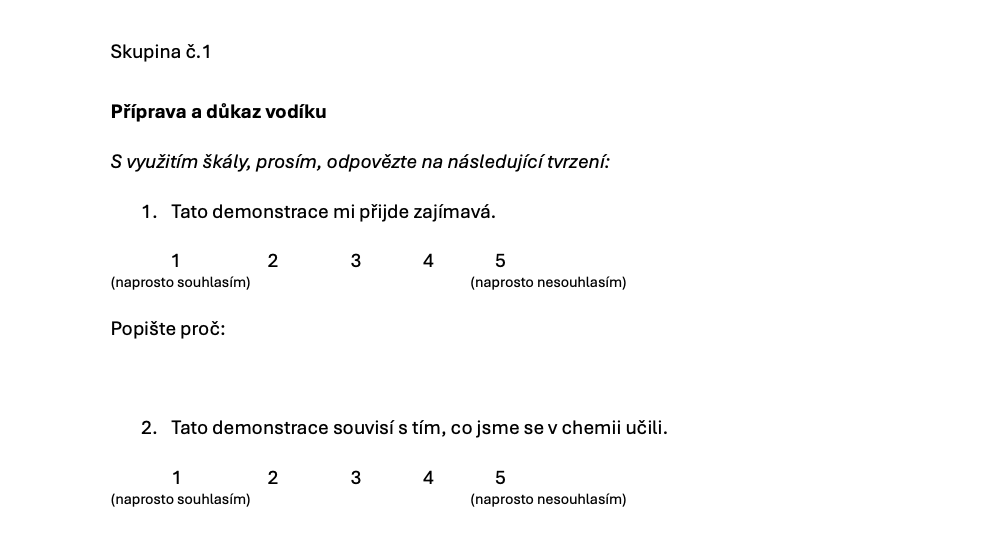 Skupina č.1
Příprava a důkaz vodíku
S využitím škály, prosím, odpovězte na následující tvrzení:
1. Tato demonstrace mi přijde zajímavá.
1 2 3 4 5
(naprosto souhlasím) (naprosto nesouhlasím)
Popište proč:
2. Tato demonstrace souvisí s tím, co jsme se v chemii učili.
1 2 3 4 5
(naprosto souhlasím) (naprosto nesouhlasím)